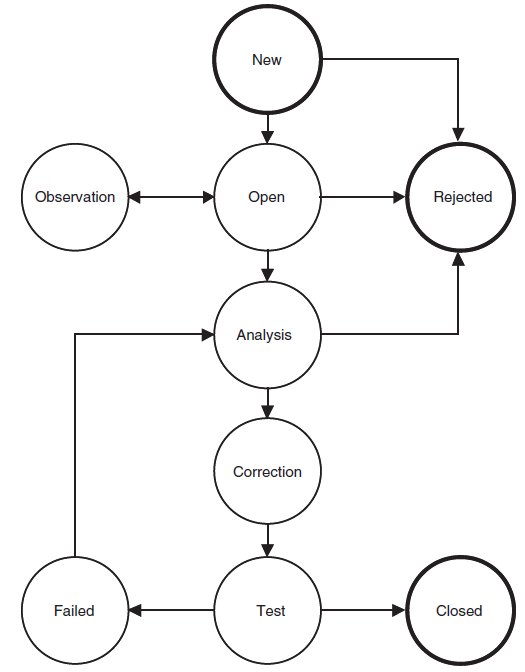 New
Observation
Open
Rejected
Analysis
Correction
Failed
Test
Closed